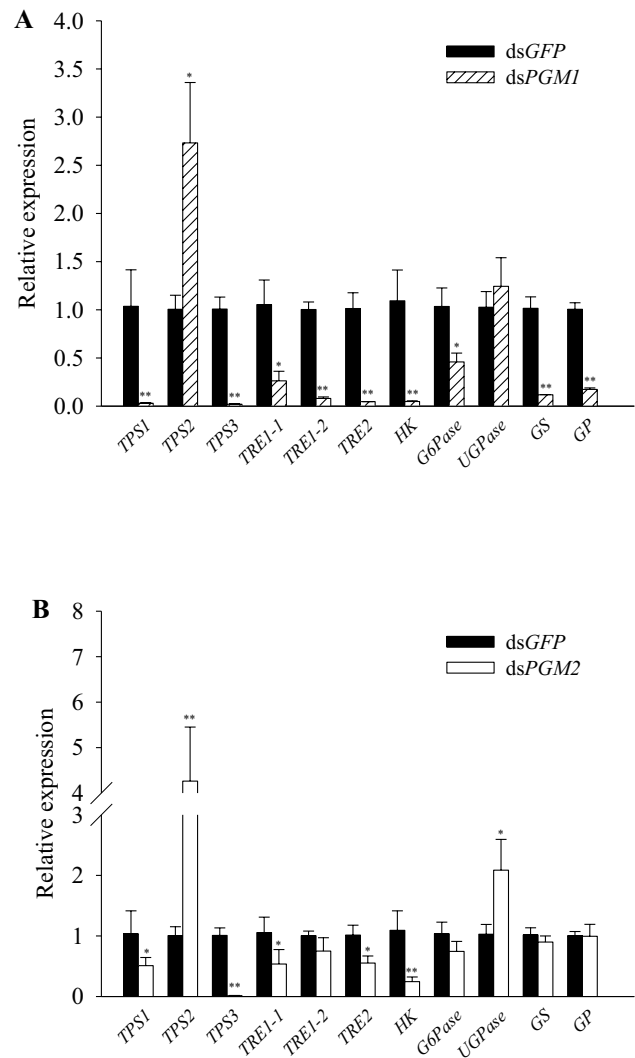 A
dsGFP
dsPGM1
Relative expression
4.0
3.5
3.0
2.5
2.0
1.5
1.0
0.5
0.0
*
** ** * ** ** ** * ** **
TPS1 TPS2 TPS3 TRE1-1 TRE1-2 TRE2 HK G6Pase UGPase GS GP
B
dsGFP
dsPGM2
Relative expression
8
7
6
5
4
3
2
1
0
**
*
* ** * * **
TPS1 TPS2 TPS3 TRE1-1 TRE1-2 TRE2 HK G6Pase UGPase GS GP